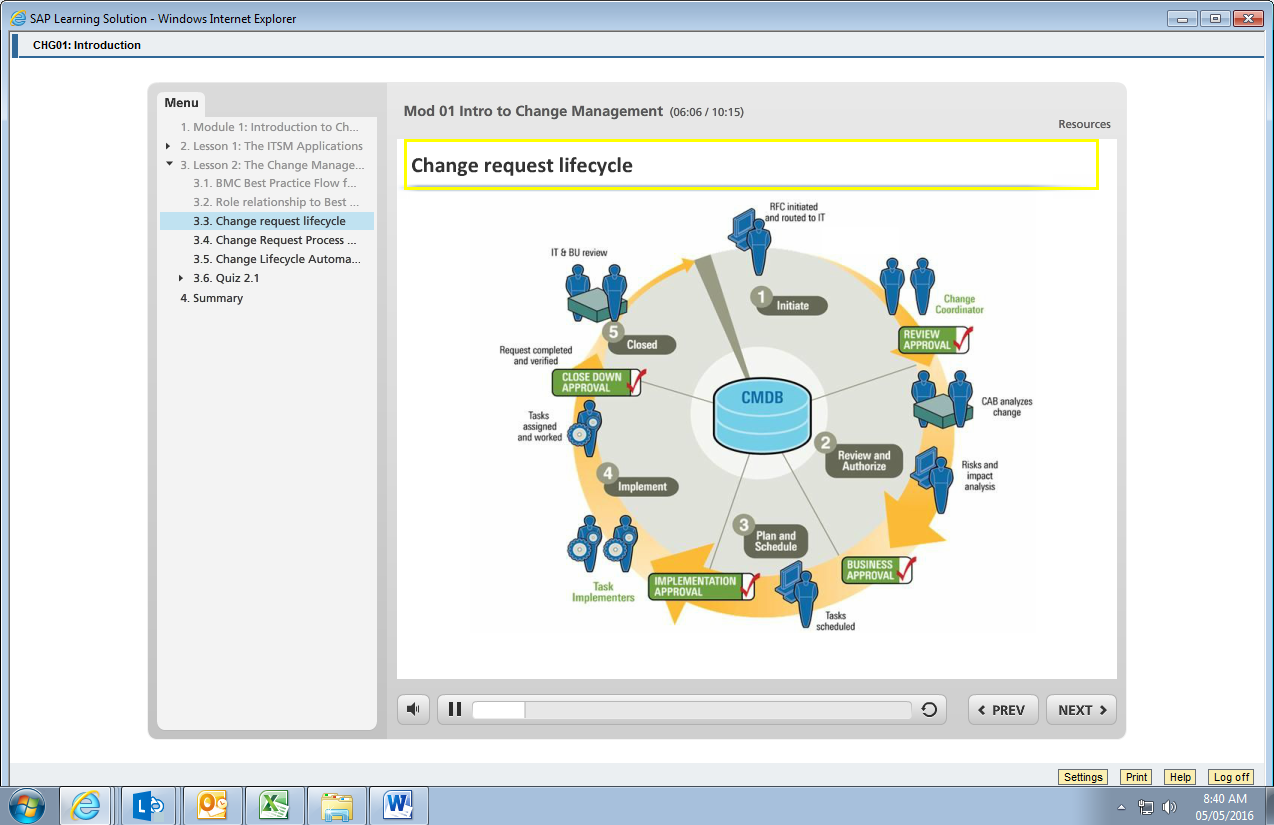 SAP Learning Solution - Windows Internet Explorer
CHG01: Introduction
Menu
1. Module 1: Introduction to Ch...
2. Lesson 1: The ITSM Applications
3. Lesson 2: The Change Manage...
3.1. BMC Best Practice Flow f...
3.2. Role relationship to Best ...
3.3. Change request lifecycle
3.4. Change Request Process ...
3.5. Change Lifecycle Automa...
3.6. Quiz 2.1
4. Summary
Mod 01 Intro to Change Management (06:06 / 10:15)
Resources
Change request lifecycle
RFC initiated
and routed to IT
1 Initiate
Change
Coordinator
REVIEW
APPROVAL
CAB analyzes
change
2 Review and
Authorize
Risks and
impact
analysis
BUSINESS
APPROVAL
3 Plan and
Schedule
Tasks
scheduled
IMPLEMENTATION
APPROVAL
Task
Implementers
4 Implement
Tasks
assigned
and worked
CLOSE DOWN
APPROVAL
Request completed
and verified
5 Closed
IT & BU review
CMDB
PREV
NEXT
Settings
Print
Help
Log off
8:40 AM
05/05/2016